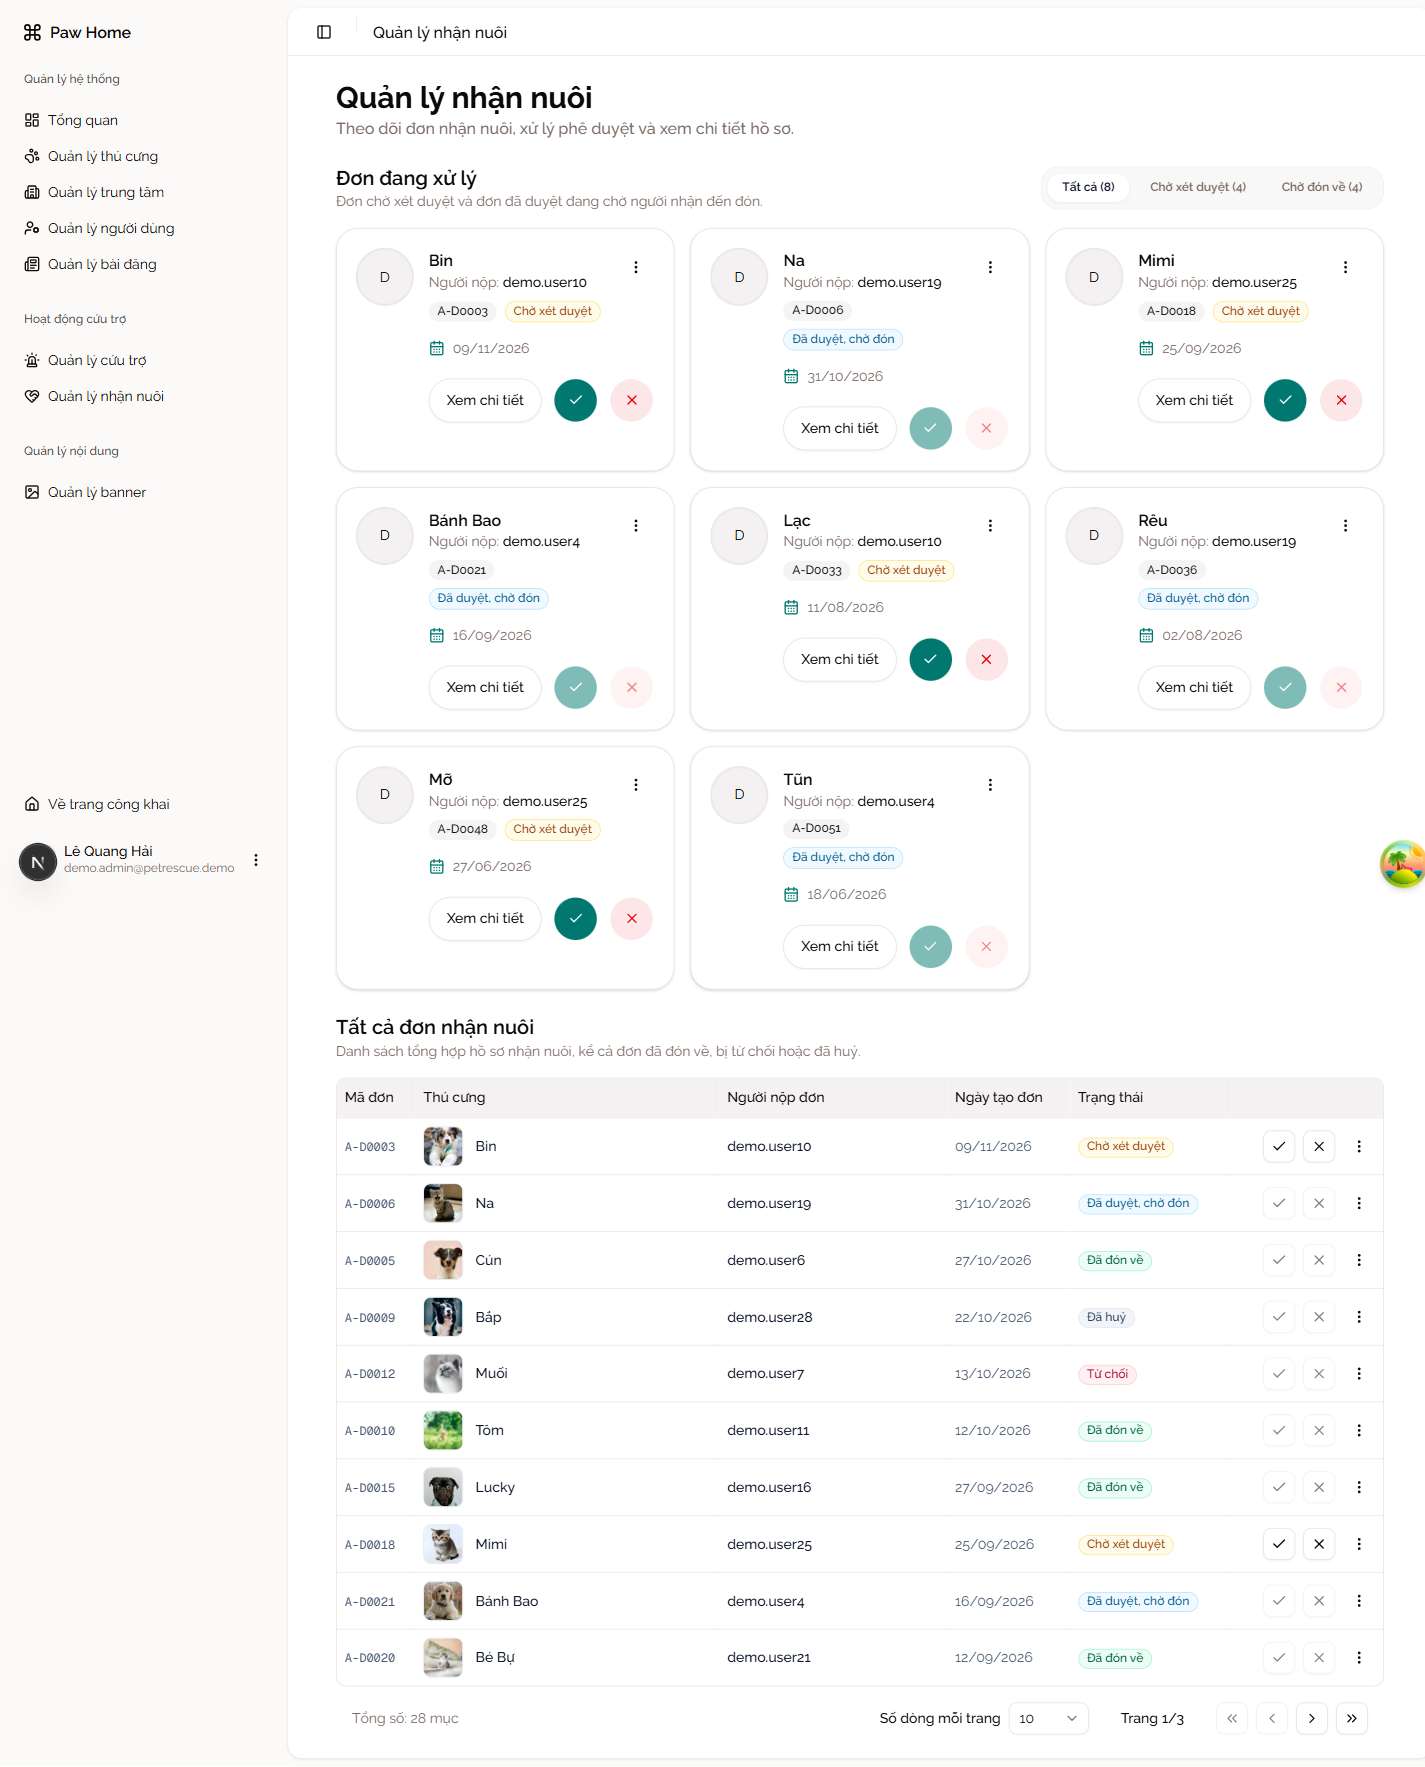 Paw Home
Quản lý hệ thống
Tổng quan
Quản lý thú cưng
Quản lý trung tâm
Quản lý người dùng
Quản lý bài đăng
Hoạt động cứu trợ
Quản lý cứu trợ
Quản lý nhận nuôi
Quản lý nội dung
Quản lý banner
Về trang công khai
N
Lê Quang Hải
demo.admin@petrescue.demo
Quản lý nhận nuôi
Quản lý nhận nuôi
Theo dõi đơn nhận nuôi, xử lý phê duyệt và xem chi tiết hồ sơ.
Đơn đang xử lý
Đơn chờ xét duyệt và đơn đã duyệt đang chờ người nhận đến đón.
Tất cả (8) Chờ xét duyệt (4) Chờ đón về (4)
D
Bin
Người nộp: demo.user10
A-D0003 Chờ xét duyệt
09/11/2026
Xem chi tiết
D
Na
Người nộp: demo.user19
A-D0006
Đã duyệt, chờ đón
31/10/2026
Xem chi tiết
D
Mimi
Người nộp: demo.user25
A-D0018 Chờ xét duyệt
25/09/2026
Xem chi tiết
D
Bánh Bao
Người nộp: demo.user4
A-D0021
Đã duyệt, chờ đón
16/09/2026
Xem chi tiết
D
Lạc
Người nộp: demo.user10
A-D0033 Chờ xét duyệt
11/08/2026
Xem chi tiết
D
Rêu
Người nộp: demo.user19
A-D0036
Đã duyệt, chờ đón
02/08/2026
Xem chi tiết
D
Mỡ
Người nộp: demo.user25
A-D0048 Chờ xét duyệt
27/06/2026
Xem chi tiết
D
Tũn
Người nộp: demo.user4
A-D0051
Đã duyệt, chờ đón
18/06/2026
Xem chi tiết
Tất cả đơn nhận nuôi
Danh sách tổng hợp hồ sơ nhận nuôi, kể cả đơn đã đón về, bị từ chối hoặc đã huỷ.
Mã đơn Thú cưng Người nộp đơn Ngày tạo đơn Trạng thái
A-D0003 Bin demo.user10 09/11/2026 Chờ xét duyệt
A-D0006 Na demo.user19 31/10/2026 Đã duyệt, chờ đón
A-D0005 Cún demo.user6 27/10/2026 Đã đón về
A-D0009 Bắp demo.user28 22/10/2026 Đã huỷ
A-D0012 Muối demo.user7 13/10/2026 Từ chối
A-D0010 Tôm demo.user11 12/10/2026 Đã đón về
A-D0015 Lucky demo.user16 27/09/2026 Đã đón về
A-D0018 Mimi demo.user25 25/09/2026 Chờ xét duyệt
A-D0021 Bánh Bao demo.user4 16/09/2026 Đã duyệt, chờ đón
A-D0020 Bé Bự demo.user21 12/09/2026 Đã đón về
Tổng số: 28 mục Số dòng mỗi trang 10 Trang 1/3